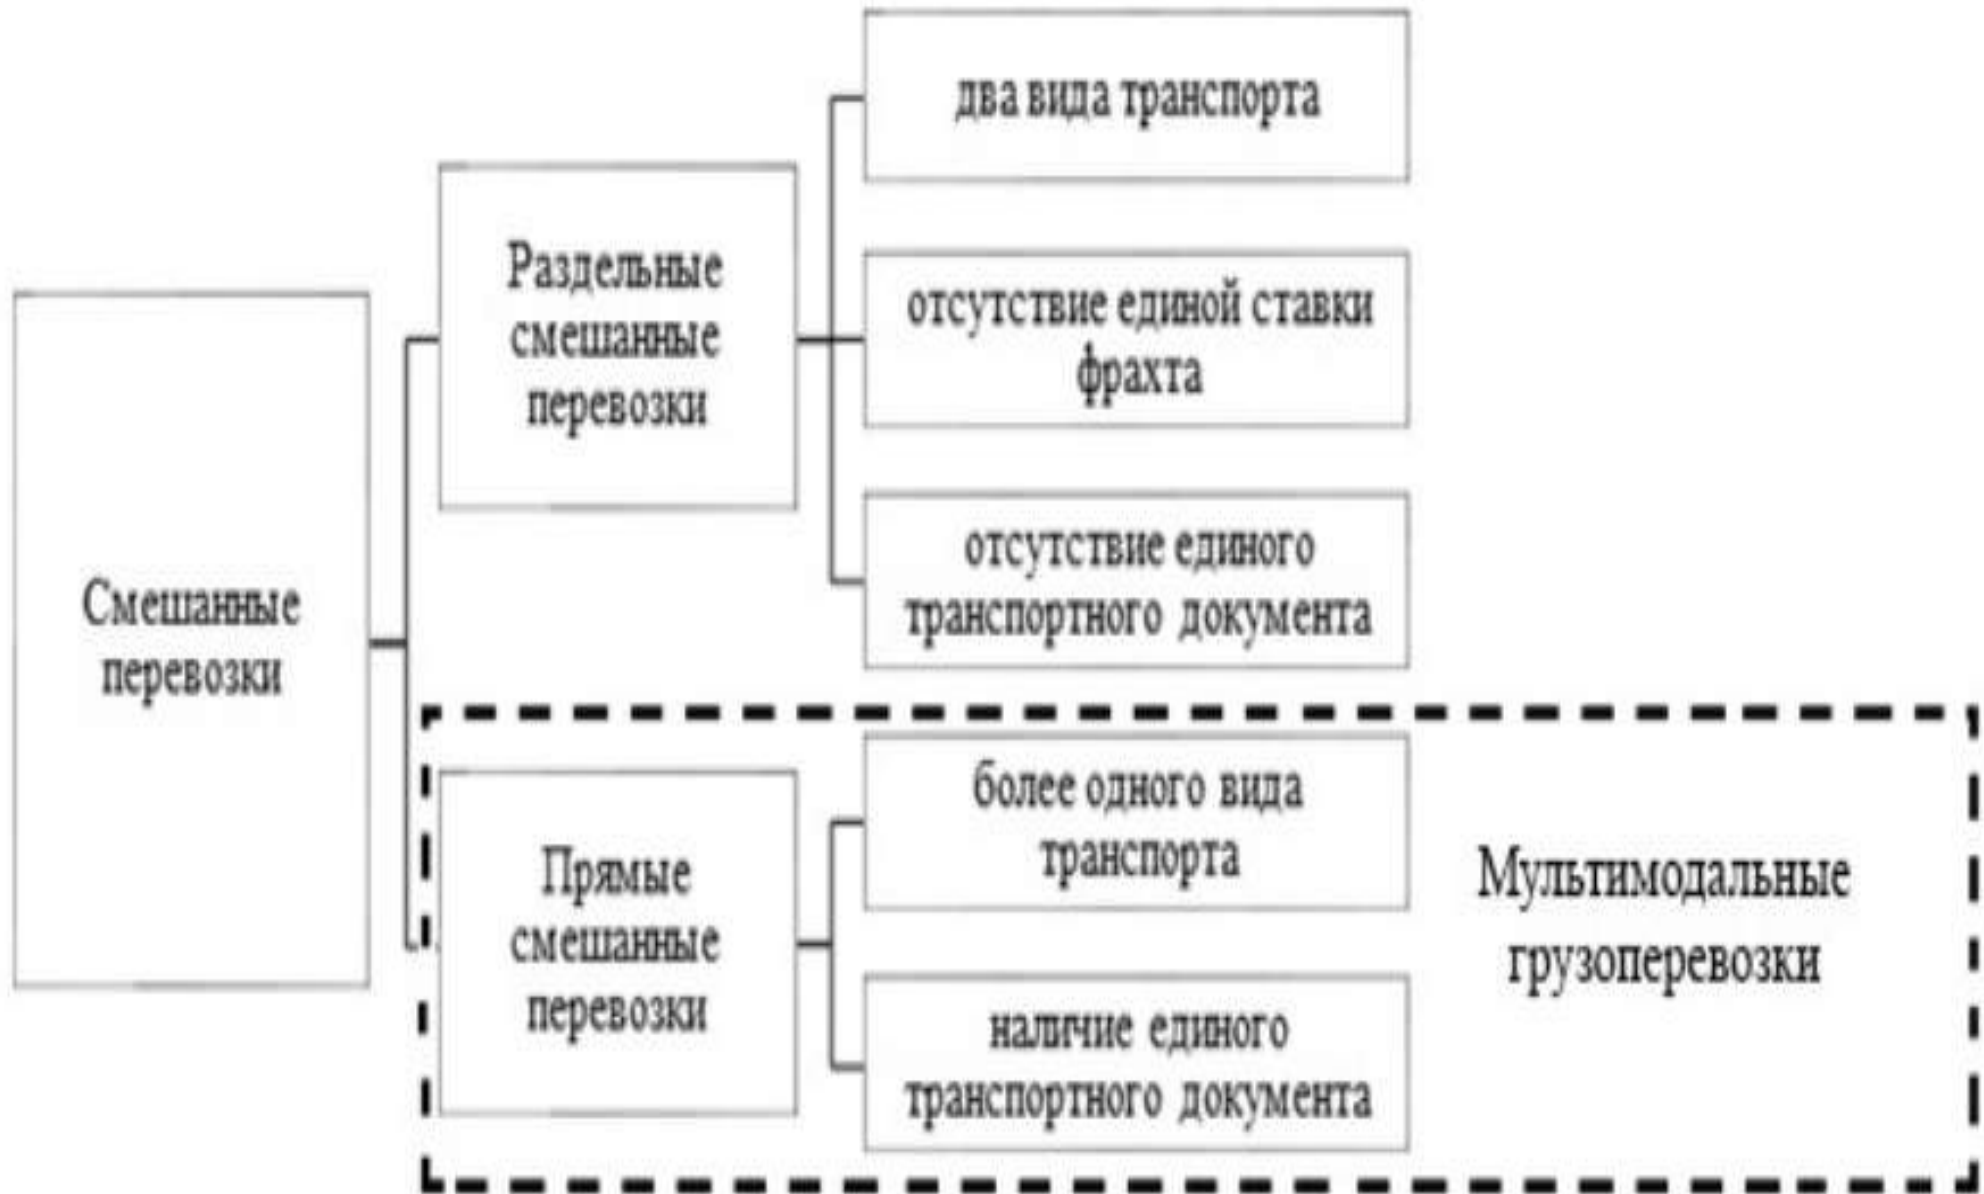 два вида транспорта
Раздельные
смешанные
перевозки
отсутствие единой ставки
фрахта
отсутствие единого
транспортного документа
Смешанные
перевозки
более одного вида
транспорта
Прямые
смешанные
перевозки
наличие единого
транспортного документа
Мультимодальные
грузоперевозки